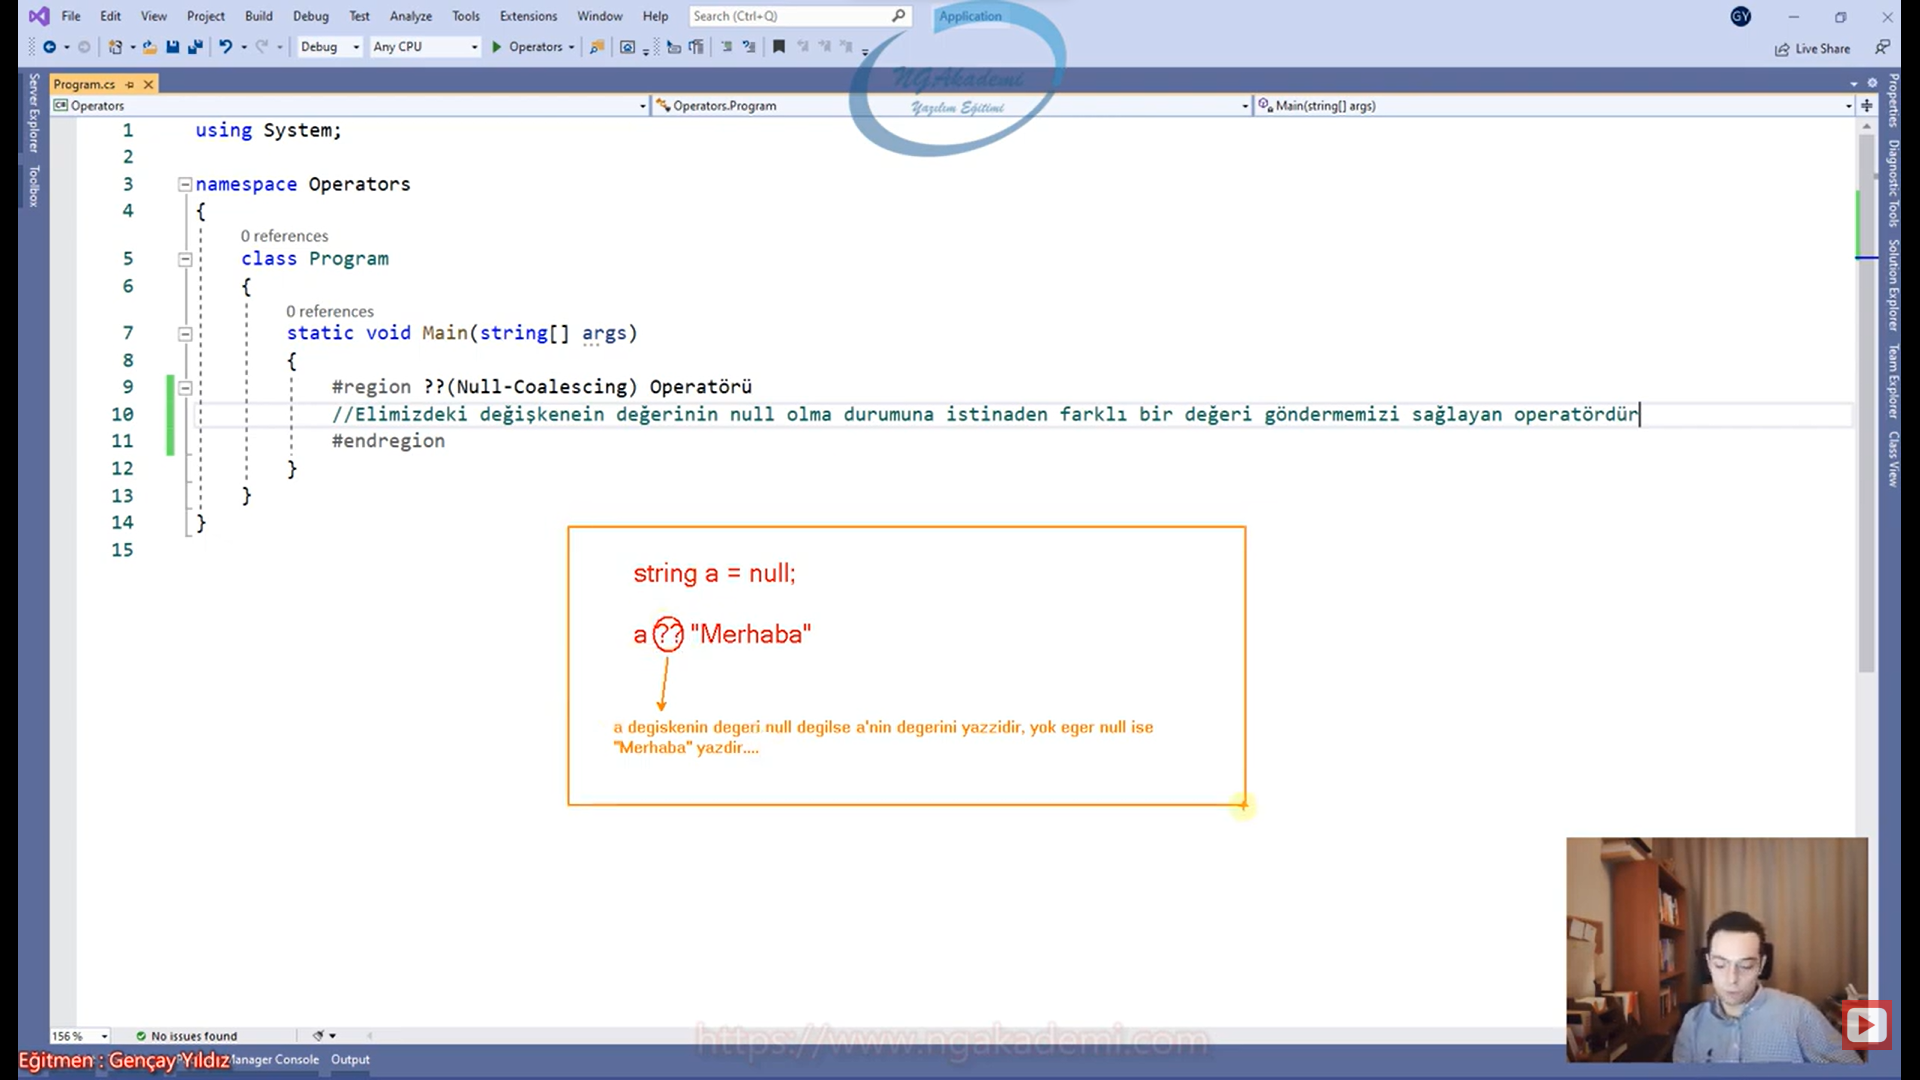 File Edit View Project Build Debug Test Analyze Tools Extensions Window Help Search (Ctrl+Q) Application GY
Debug Any CPU Operators Live Share
Program.cs
Operators Operators.Program Main(string[] args)
NGAkademi
Yazılım Eğitimi
Server Explorer
Toolbox
Properties
Diagnostic Tools
Solution Explorer
Team Explorer
Class View
1 using System;
2
3 namespace Operators
4 {
0 references
5 class Program
6 {
0 references
7 static void Main(string[] args)
8 {
9 #region ??(Null-Coalescing) Operatörü
10 //Elimizdeki değişkenein değerinin null olma durumuna istinaden farklı bir değeri göndermemizi sağlayan operatördür
11 #endregion
12 }
13 }
14 }
15
string a = null;
a ?? "Merhaba"
a degiskenin degeri null degilse a'nin degerini yazzidir, yok eger null ise
"Merhaba" yazdir....
156 % No issues found
https://www.ngakademi.com
Eğitmen : Gençay Yıldız Manager Console Output